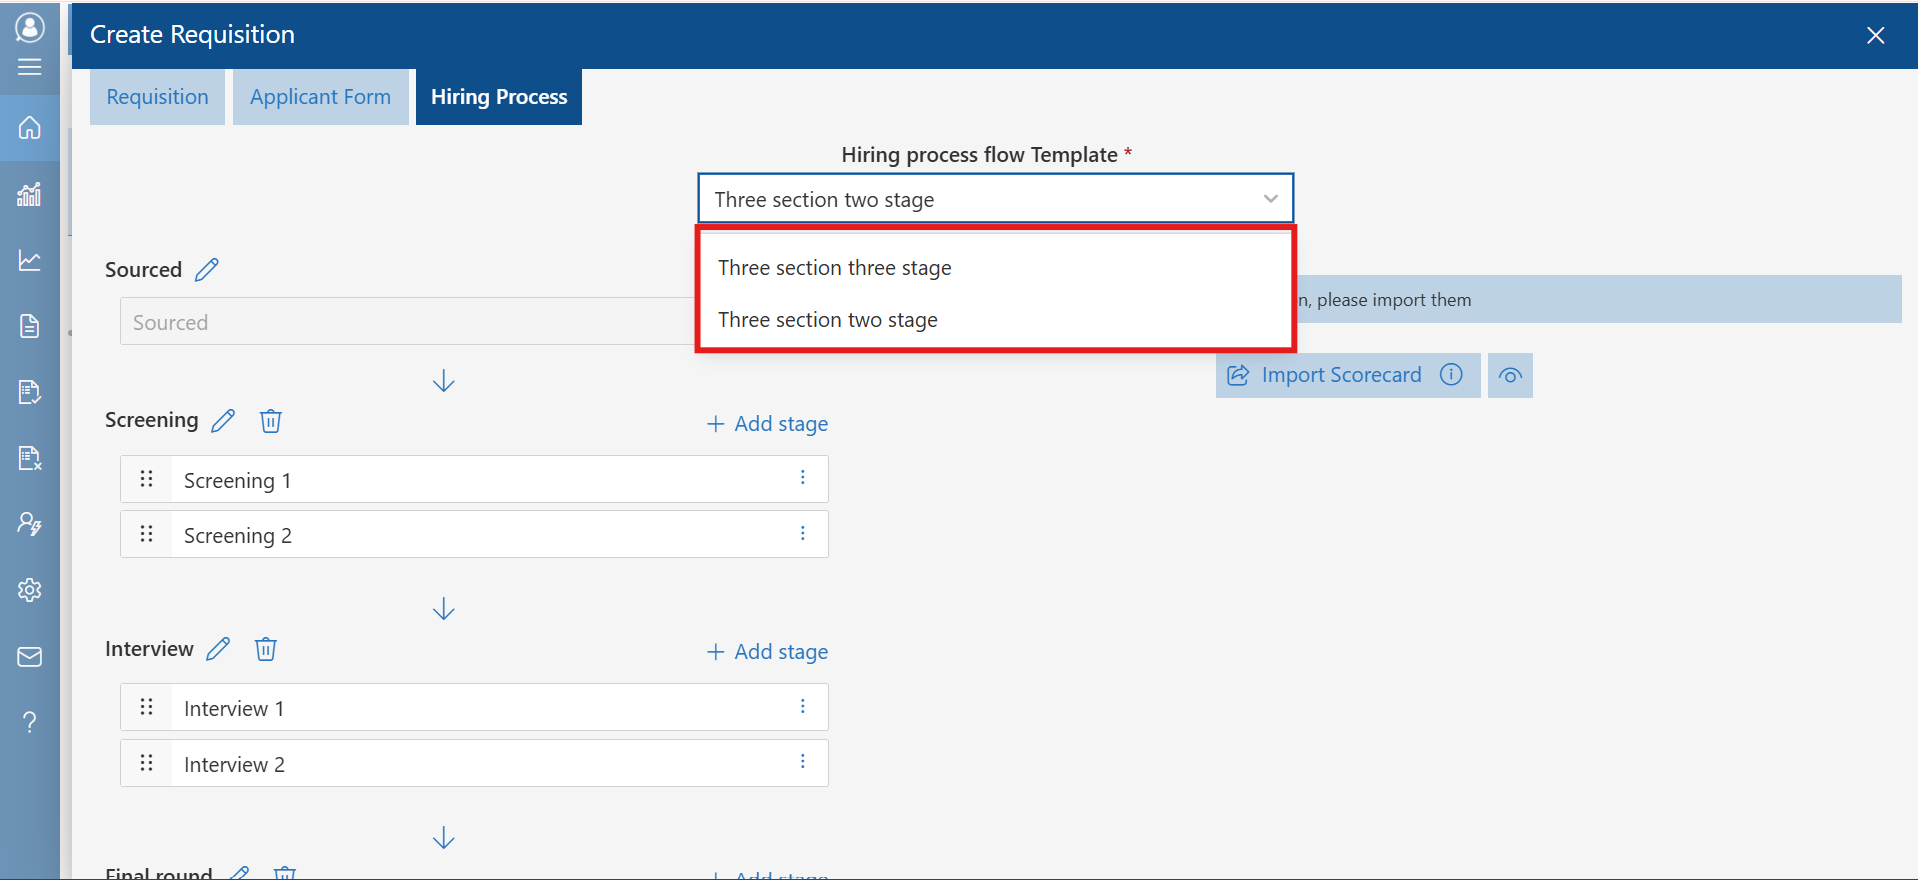 Create Requisition
Requisition
Applicant Form
Hiring Process
Hiring process flow Template *
Three section two stage
Three section three stage
Three section two stage
Sourced
Sourced
, please import them
Import Scorecard
Screening
+ Add stage
Screening 1
Screening 2
Interview
+ Add stage
Interview 1
Interview 2
Final round
+ Add stage